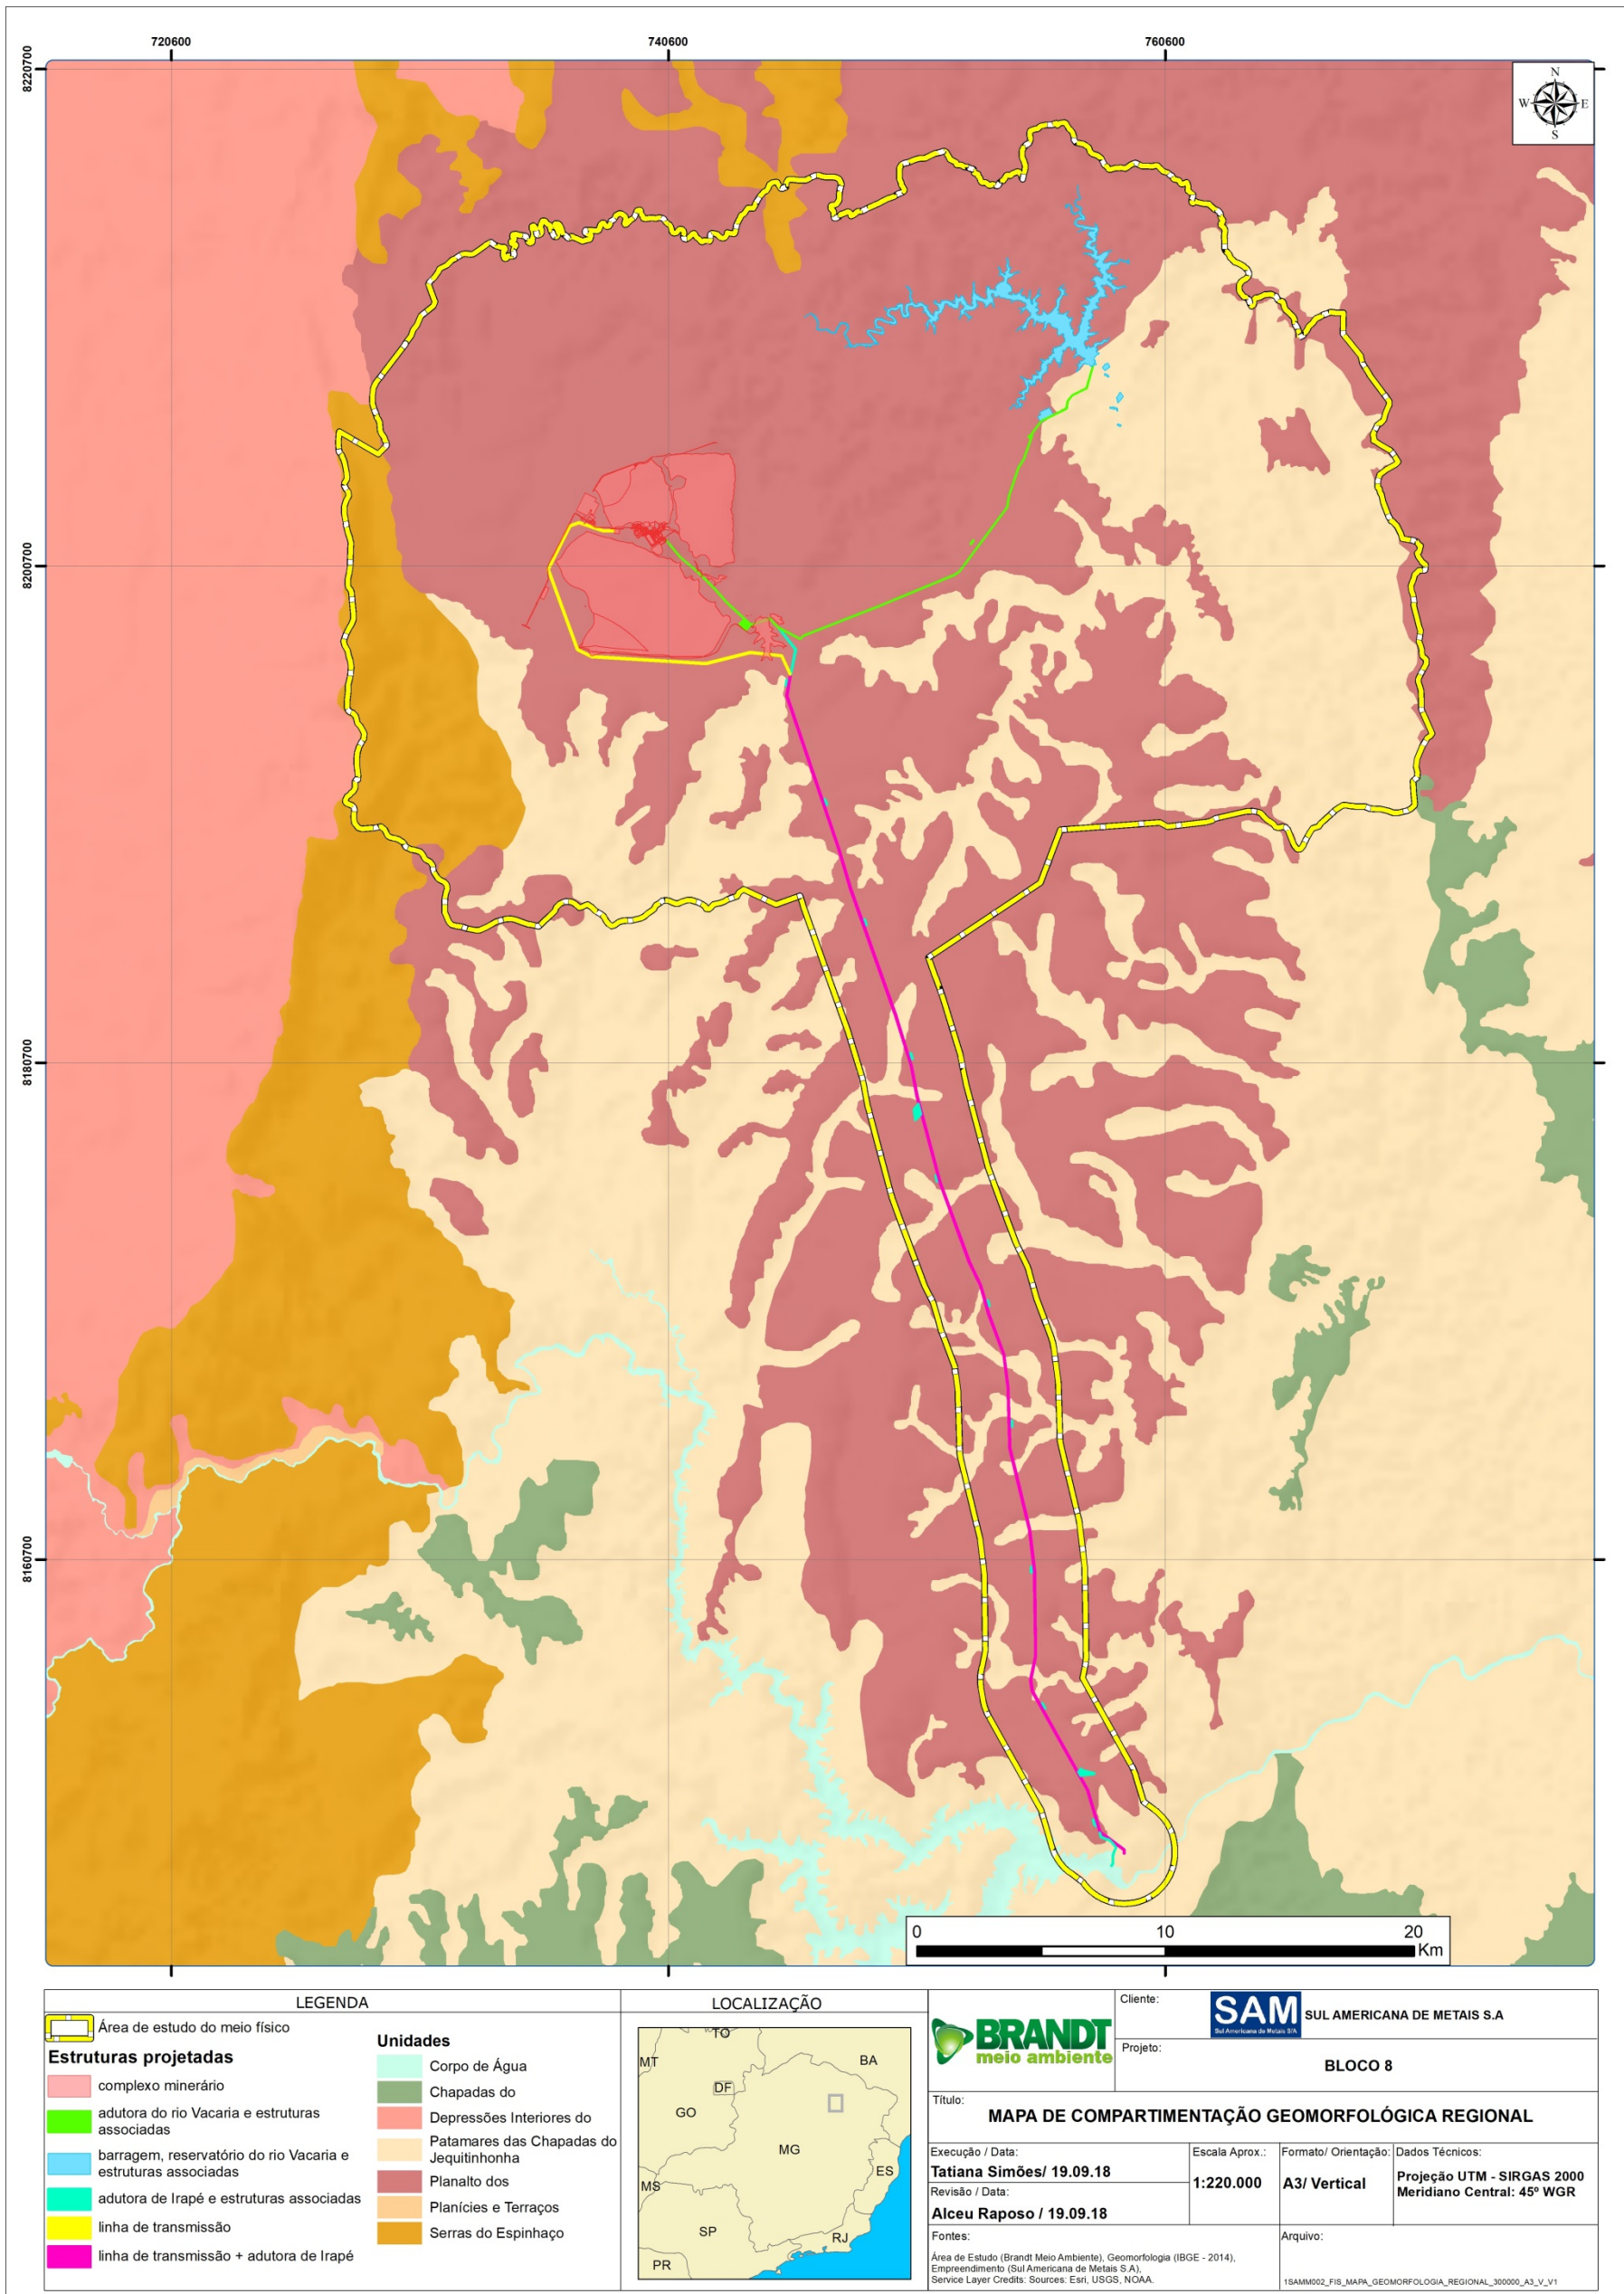 720600
740600
760600
8220700
8200700
8180700
8160700
N
W
E
S
0
10
20
Km
LEGENDA
Área de estudo do meio físico
Estruturas projetadas
complexo minerário
adutora do rio Vacaria e estruturas
associadas
barragem, reservatório do rio Vacaria e
estruturas associadas
adutora de Irapé e estruturas associadas
linha de transmissão
linha de transmissão + adutora de Irapé
Unidades
Corpo de Água
Chapadas do
Depressões Interiores do
Patamares das Chapadas do
Jequitinhonha
Planalto dos
Planícies e Terraços
Serras do Espinhaço
LOCALIZAÇÃO
TO
MT
BA
DF
GO
MG
ES
MS
SP
RJ
PR
BRANDT
meio ambiente
Cliente:
SAM
Sul Americana de Metais S/A
SUL AMERICANA DE METAIS S.A
Projeto:
BLOCO 8
Título:
MAPA DE COMPARTIMENTAÇÃO GEOMORFOLÓGICA REGIONAL
Execução / Data:
Tatiana Simões/ 19.09.18
Revisão / Data:
Alceu Raposo / 19.09.18
Escala Aprox.:
1:220.000
Formato/ Orientação:
A3/ Vertical
Dados Técnicos:
Projeção UTM - SIRGAS 2000
Meridiano Central: 45º WGR
Fontes:
Área de Estudo (Brandt Meio Ambiente), Geomorfologia (IBGE - 2014),
Empreendimento (Sul Americana de Metais S.A),
Service Layer Credits: Sources: Esri, USGS, NOAA.
Arquivo:
1SAMM002_FIS_MAPA_GEOMORFOLOGIA_REGIONAL_300000_A3_V_V1